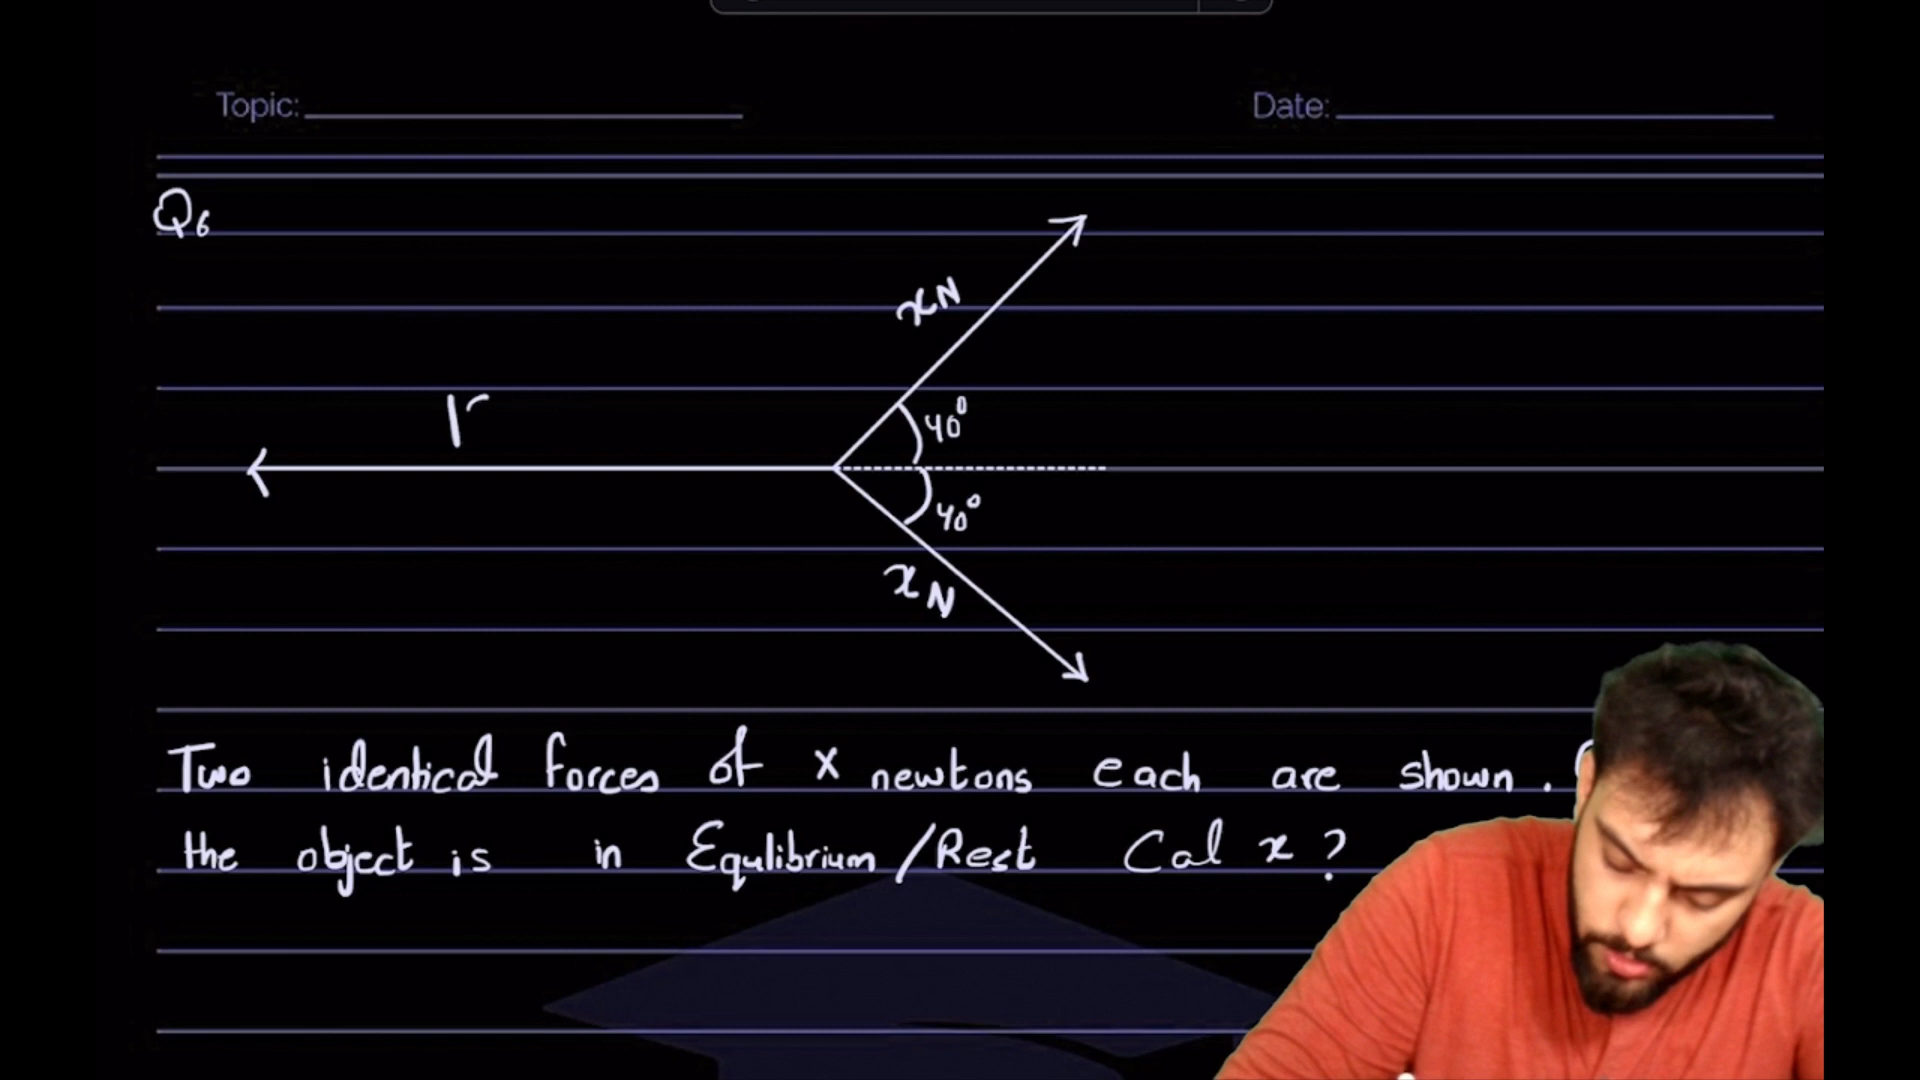 Topic: Date:
Q6
xN
40°
40°
xN
Two identical forces of x newtons each are shown.
the object is in Equlibrium/Rest Cal x?